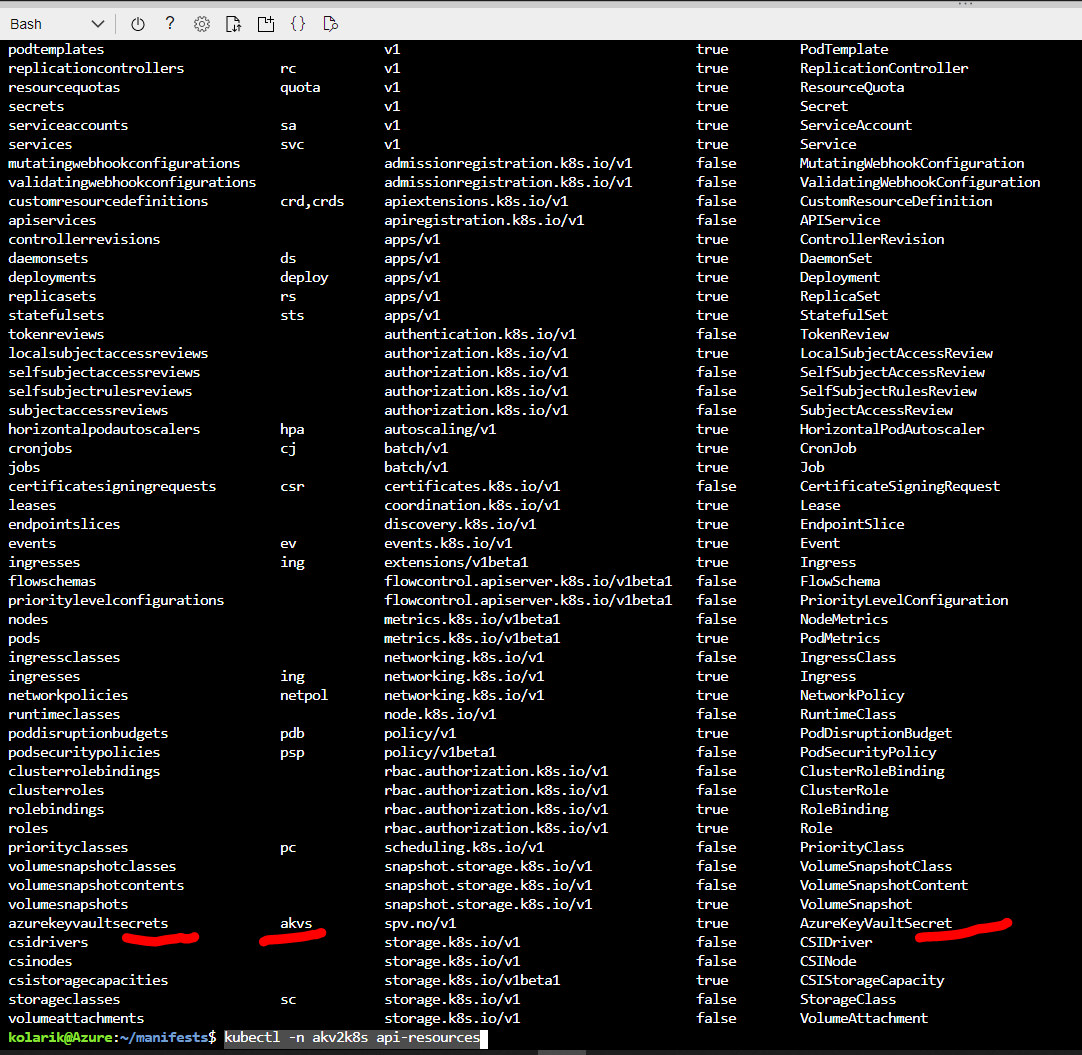 Bash
podtemplates v1 true PodTemplate
replicationcontrollers rc v1 true ReplicationController
resourcequotas quota v1 true ResourceQuota
secrets v1 true Secret
serviceaccounts sa v1 true ServiceAccount
services svc v1 true Service
mutatingwebhookconfigurations admissionregistration.k8s.io/v1 false MutatingWebhookConfiguration
validatingwebhookconfigurations admissionregistration.k8s.io/v1 false ValidatingWebhookConfiguration
customresourcedefinitions crd,crds apiextensions.k8s.io/v1 false CustomResourceDefinition
apiservices apiregistration.k8s.io/v1 false APIService
controllerrevisions apps/v1 true ControllerRevision
daemonsets ds apps/v1 true DaemonSet
deployments deploy apps/v1 true Deployment
replicasets rs apps/v1 true ReplicaSet
statefulsets sts apps/v1 true StatefulSet
tokenreviews authentication.k8s.io/v1 false TokenReview
localsubjectaccessreviews authorization.k8s.io/v1 true LocalSubjectAccessReview
selfsubjectaccessreviews authorization.k8s.io/v1 false SelfSubjectAccessReview
selfsubjectrulesreviews authorization.k8s.io/v1 false SelfSubjectRulesReview
subjectaccessreviews authorization.k8s.io/v1 false SubjectAccessReview
horizontalpodautoscalers hpa autoscaling/v1 true HorizontalPodAutoscaler
cronjobs cj batch/v1 true CronJob
jobs batch/v1 true Job
certificatesigningrequests csr certificates.k8s.io/v1 false CertificateSigningRequest
leases coordination.k8s.io/v1 true Lease
endpointslices discovery.k8s.io/v1 true EndpointSlice
events ev events.k8s.io/v1 true Event
ingresses ing extensions/v1beta1 true Ingress
flowschemas flowcontrol.apiserver.k8s.io/v1beta1 false FlowSchema
prioritylevelconfigurations flowcontrol.apiserver.k8s.io/v1beta1 false PriorityLevelConfiguration
nodes metrics.k8s.io/v1beta1 false NodeMetrics
pods metrics.k8s.io/v1beta1 true PodMetrics
ingressclasses networking.k8s.io/v1 false IngressClass
ingresses ing networking.k8s.io/v1 true Ingress
networkpolicies netpol networking.k8s.io/v1 true NetworkPolicy
runtimeclasses node.k8s.io/v1 false RuntimeClass
poddisruptionbudgets pdb policy/v1 true PodDisruptionBudget
podsecuritypolicies psp policy/v1beta1 false PodSecurityPolicy
clusterrolebindings rbac.authorization.k8s.io/v1 false ClusterRoleBinding
clusterroles rbac.authorization.k8s.io/v1 false ClusterRole
rolebindings rbac.authorization.k8s.io/v1 true RoleBinding
roles rbac.authorization.k8s.io/v1 true Role
priorityclasses pc scheduling.k8s.io/v1 false PriorityClass
volumesnapshotclasses snapshot.storage.k8s.io/v1 false VolumeSnapshotClass
volumesnapshotcontents snapshot.storage.k8s.io/v1 false VolumeSnapshotContent
volumesnapshots snapshot.storage.k8s.io/v1 true VolumeSnapshot
azurekeyvaultsecrets akvs spv.no/v1 true AzureKeyVaultSecret
csidrivers storage.k8s.io/v1 false CSIDriver
csinodes storage.k8s.io/v1 false CSINode
csistoragecapacities storage.k8s.io/v1beta1 true CSIStorageCapacity
storageclasses sc storage.k8s.io/v1 false StorageClass
volumeattachments storage.k8s.io/v1 false VolumeAttachment
kolarik@Azure:~/manifests$ kubectl -n akv2k8s api-resources